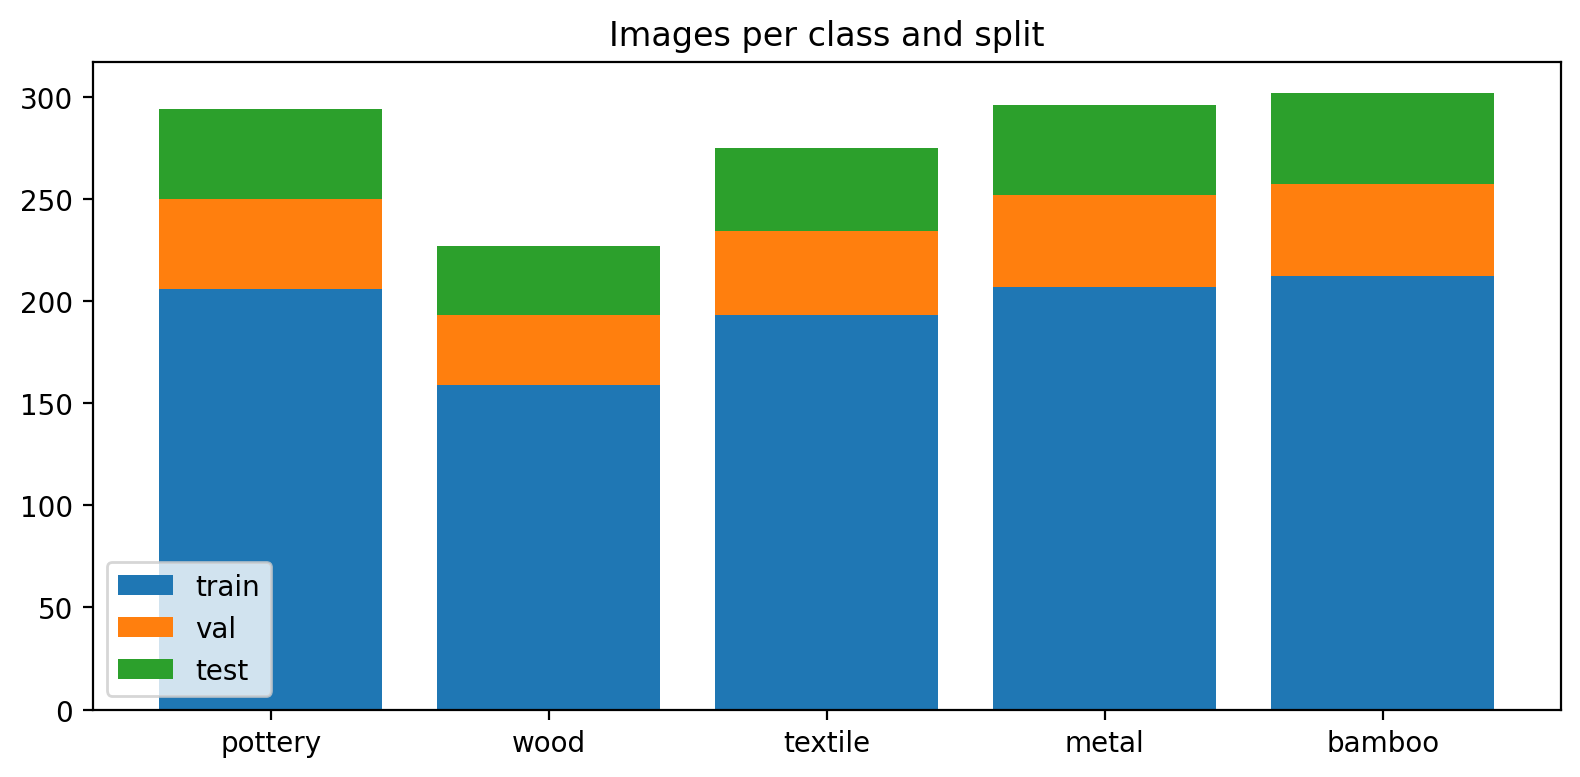 Images per class and split
300
250
200
150
100
50
0
train
val
test
pottery wood textile metal bamboo